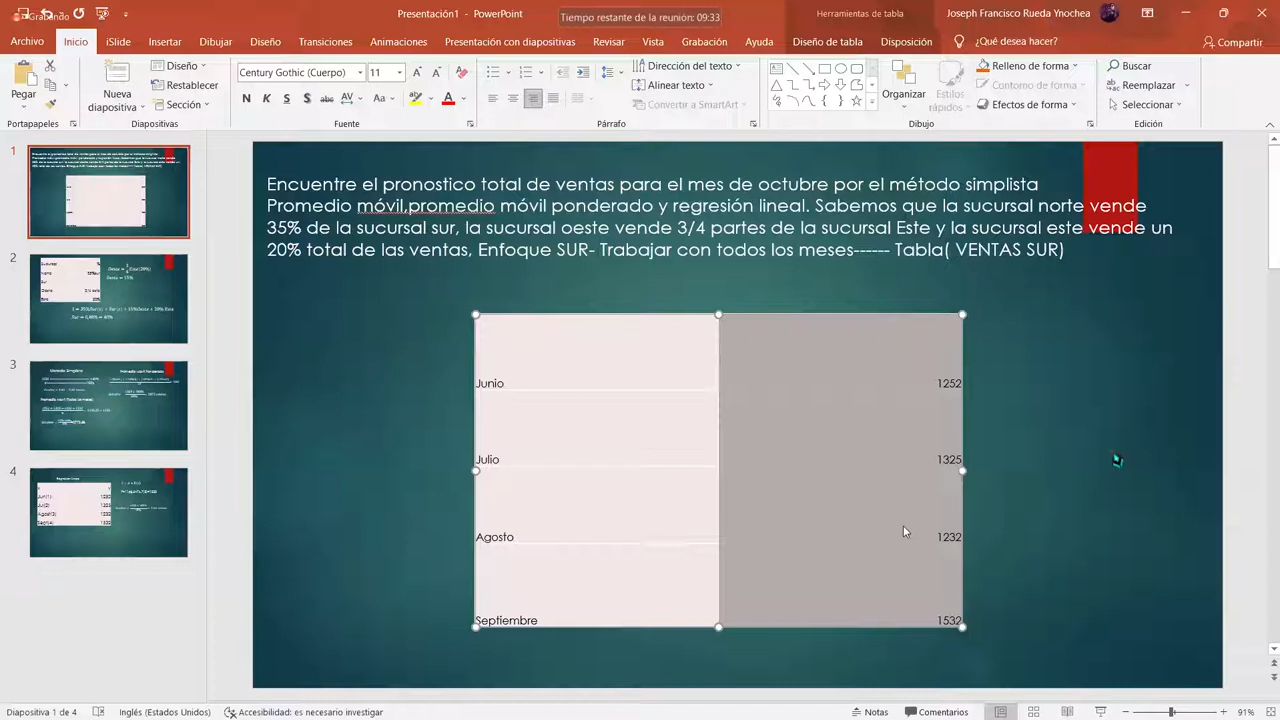 Grabando
Presentación1 - PowerPoint
Tiempo restante de la reunión: 09:33
Herramientas de tabla
Joseph Francisco Rueda Ynochea
Archivo Inicio iSlide Insertar Dibujar Diseño Transiciones Animaciones Presentación con diapositivas Revisar Vista Grabación Ayuda Diseño de tabla Disposición ¿Qué desea hacer? Compartir
Pegar
Nueva diapositiva
Diseño
Restablecer
Sección
Century Gothic (Cuerpo) 11
N K S S abc AV Aa
Dirección del texto
Alinear texto
Convertir a SmartArt
Organizar
Estilos rápidos
Relleno de forma
Contorno de forma
Efectos de forma
Buscar
Reemplazar
Seleccionar
Portapapeles Diapositivas Fuente Párrafo Dibujo Edición
1
2
3
4
Encuentre el pronostico total de ventas para el mes de octubre por el método simplista
Promedio móvil,promedio móvil ponderado y regresión lineal. Sabemos que la sucursal norte vende
35% de la sucursal sur, la sucursal oeste vende 3/4 partes de la sucursal Este y la sucursal este vende un
20% total de las ventas, Enfoque SUR- Trabajar con todos los meses------ Tabla( VENTAS SUR)
Junio 1252
Julio 1325
Agosto 1232
Septiembre 1532
Diapositiva 1 de 4 Inglés (Estados Unidos) Accesibilidad: es necesario investigar Notas Comentarios 91%